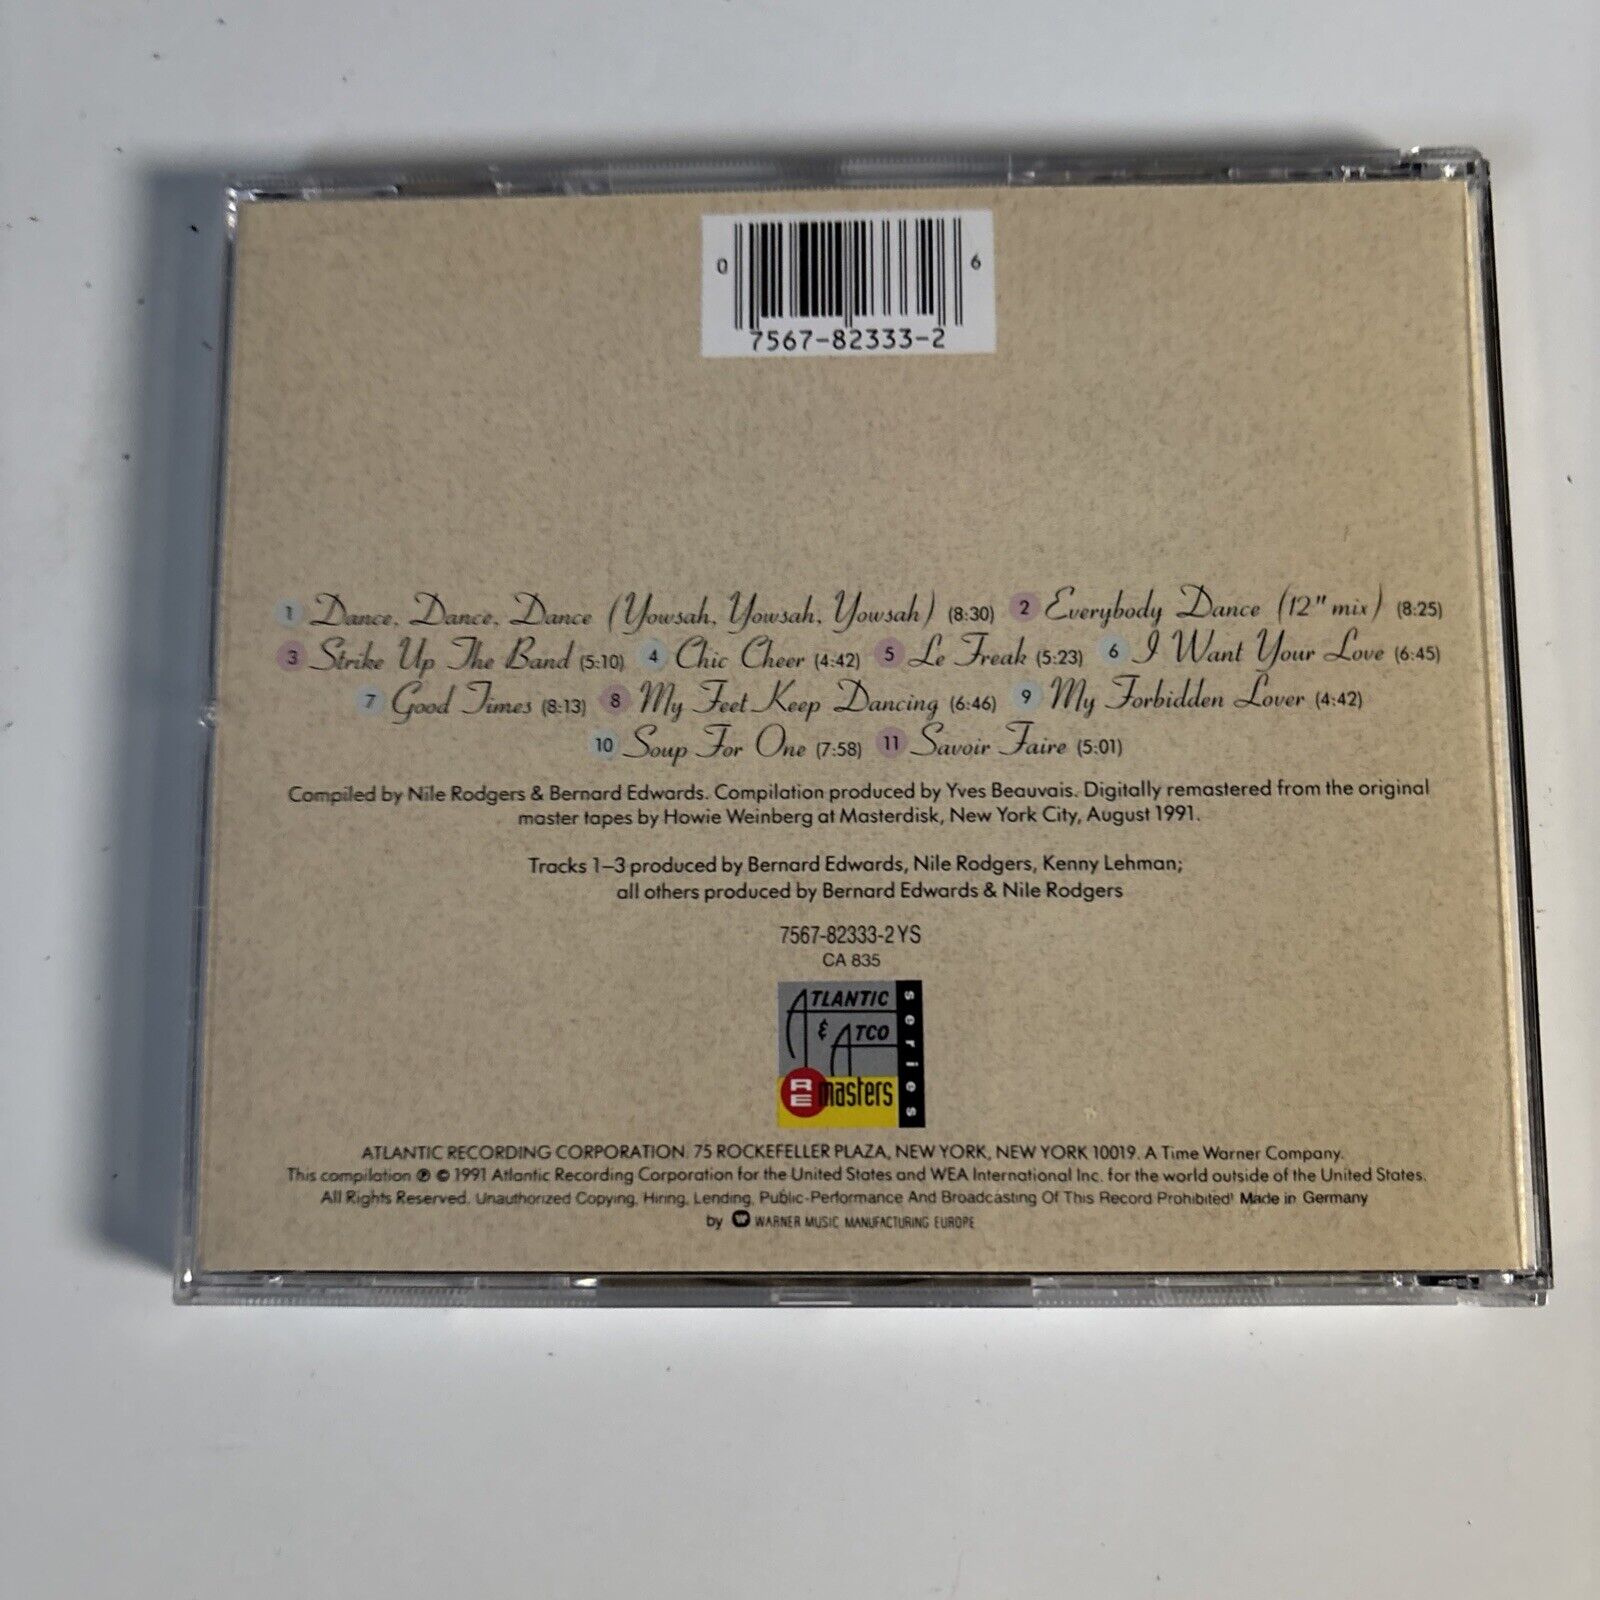 0 6
7567-82333-2
1 Dance, Dance, Dance (Yowsah, Yowsah, Yowsah) (8:30) 2 Everybody Dance (12" mix) (8:25)
3 Strike Up The Band (5:10) 4 Chic Cheer (4:42) 5 Le Freak (5:23) 6 I Want Your Love (6:45)
7 Good Times (8:13) 8 My Feet Keep Dancing (6:46) 9 My Forbidden Lover (4:42)
10 Soup For One (7:58) 11 Savoir Faire (5:01)
Compiled by Nile Rodgers & Bernard Edwards. Compilation produced by Yves Beauvais. Digitally remastered from the original
master tapes by Howie Weinberg at Masterdisk, New York City, August 1991.
Tracks 1–3 produced by Bernard Edwards, Nile Rodgers, Kenny Lehman;
all others produced by Bernard Edwards & Nile Rodgers
7567-82333-2 YS
CA 835
ATLANTIC
& ATCO
REmasters
series
ATLANTIC RECORDING CORPORATION. 75 ROCKEFELLER PLAZA, NEW YORK, NEW YORK 10019. A Time Warner Company.
This compilation ℗ © 1991 Atlantic Recording Corporation for the United States and WEA International Inc. for the world outside of the United States.
All Rights Reserved. Unauthorized Copying, Hiring, Lending, Public-Performance And Broadcasting Of This Record Prohibited! Made in Germany
by WARNER MUSIC MANUFACTURING EUROPE